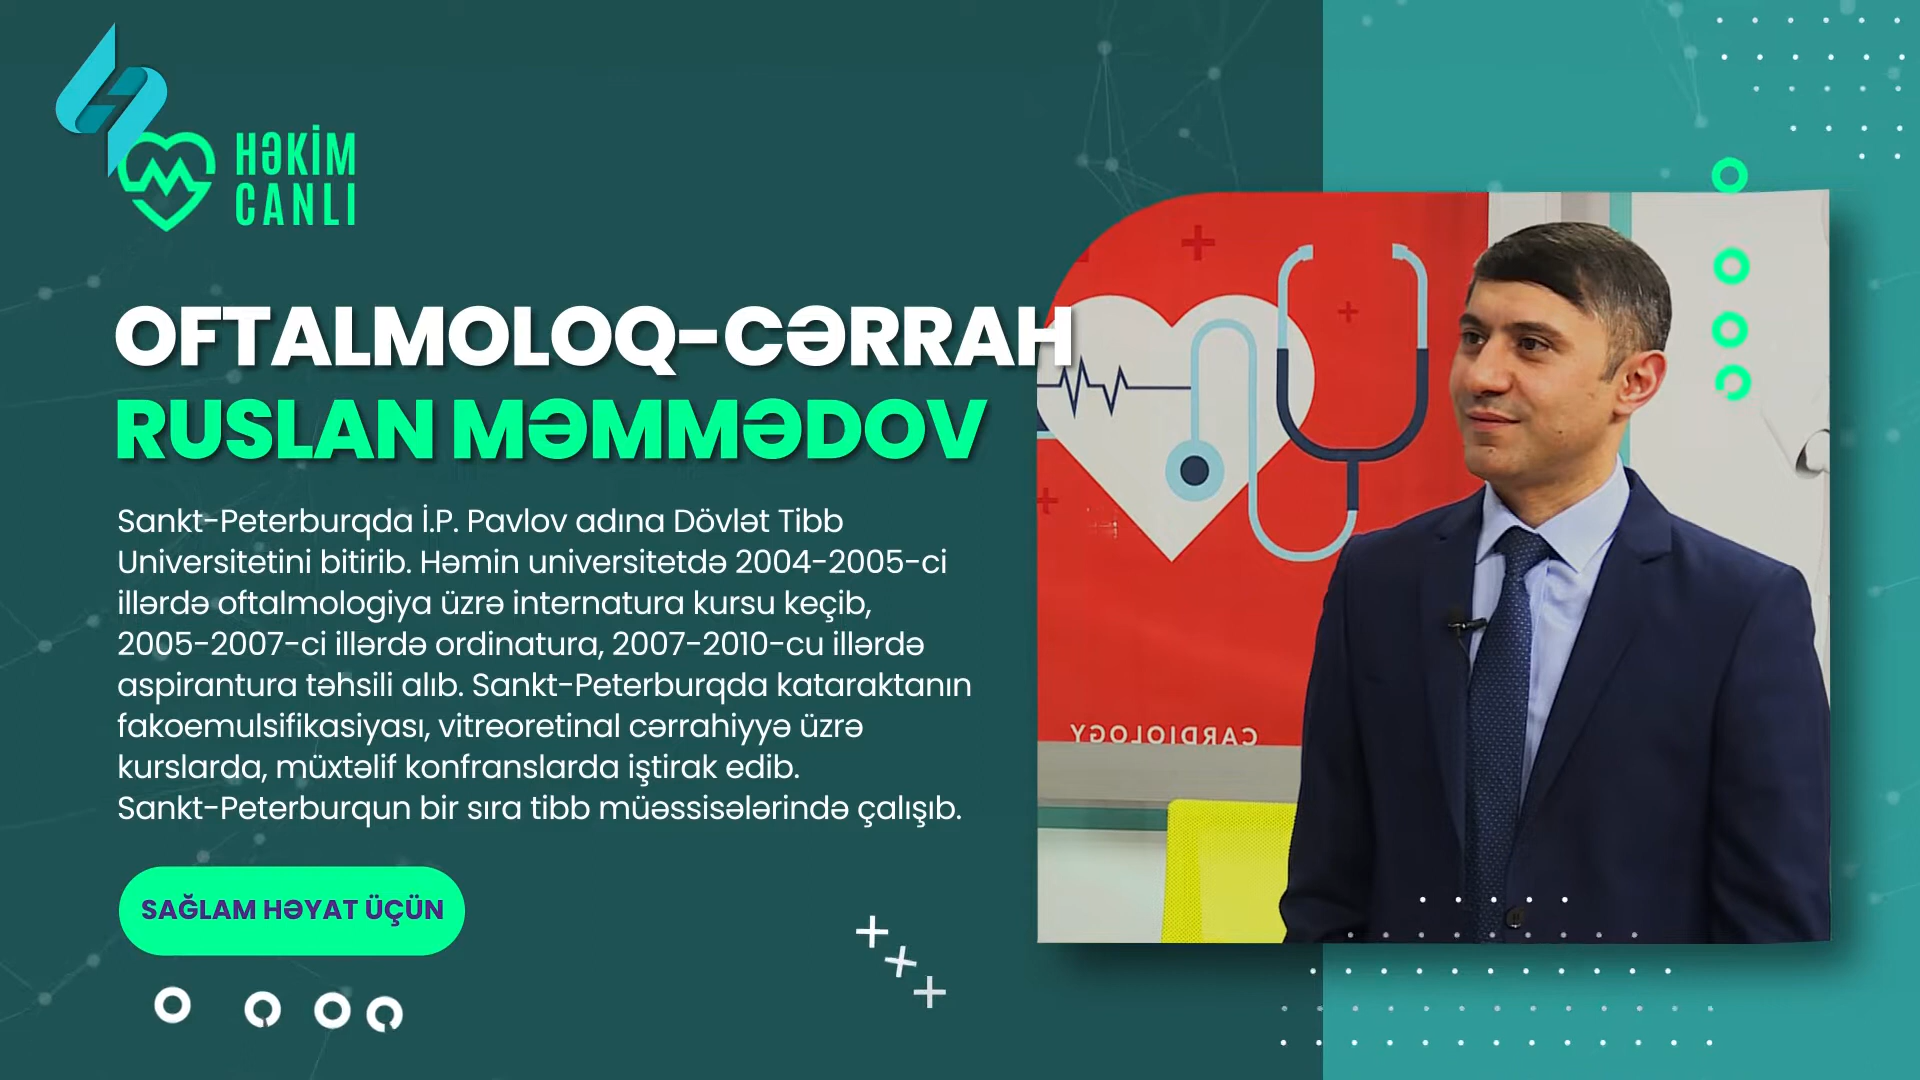 HƏKİM
CANLI
OFTALMOLOQ-CƏRRAH
RUSLAN MƏMMƏDOV
Sankt-Peterburqda İ.P. Pavlov adına Dövlət Tibb
Universitetini bitirib. Həmin universitetdə 2004-2005-ci
illərdə oftalmologiya üzrə internatura kursu keçib,
2005-2007-ci illərdə ordinatura, 2007-2010-cu illərdə
aspirantura təhsili alıb. Sankt-Peterburqda kataraktanın
fakoemulsifikasiyası, vitreoretinal cərrahiyyə üzrə
kurslarda, müxtəlif konfranslarda iştirak edib.
Sankt-Peterburqun bir sıra tibb müəssisələrində çalışıb.
SAĞLAM HƏYAT ÜÇÜN
CARDIOLOGY